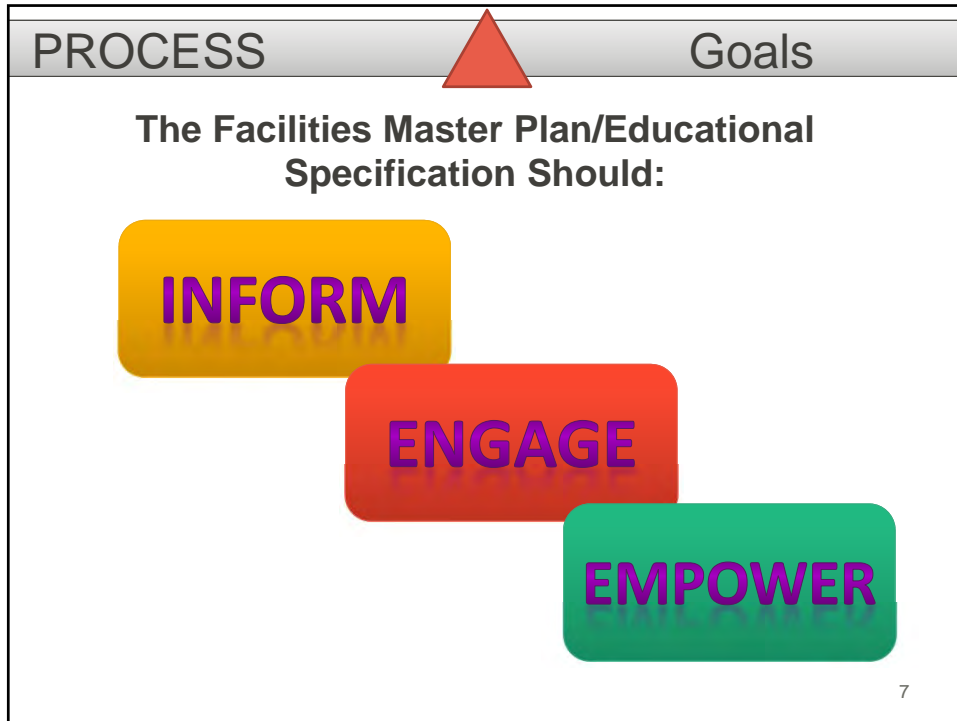 PROCESS Goals
The Facilities Master Plan/Educational
Specification Should:
INFORM
ENGAGE
EMPOWER
7